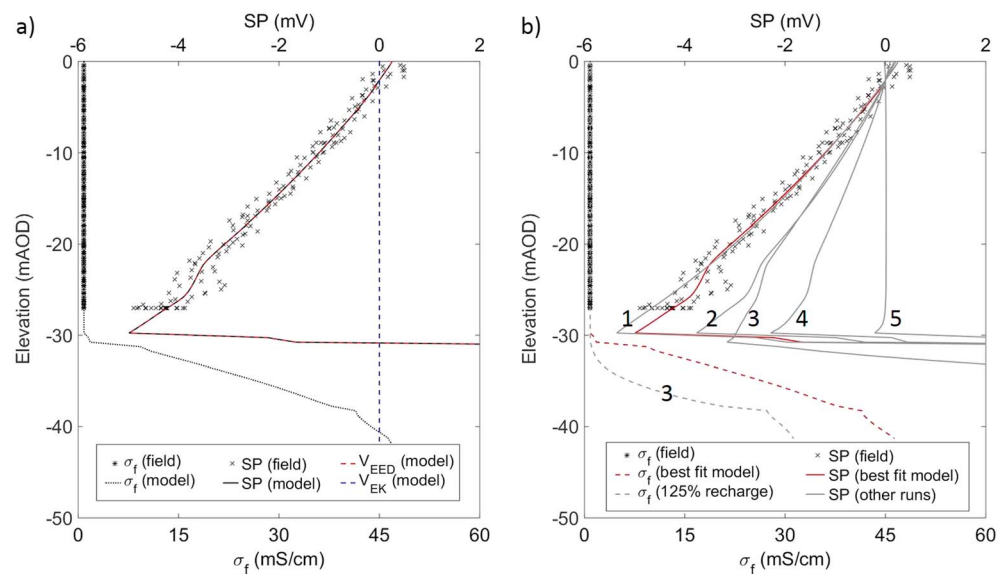 a)
SP (mV)
-6 -4 -2 0 2
0
-10
-20
-30
-40
-50
Elevation (mAOD)
σf (field)
σf (model)
SP (field)
SP (model)
VEED (model)
VEK (model)
0 15 30 45 60
σf (mS/cm)
b)
SP (mV)
-6 -4 -2 0 2
0
-10
-20
-30
-40
-50
Elevation (mAOD)
1 2 3 4 5
3
σf (field)
σf (best fit model)
σf (125% recharge)
SP (field)
SP (best fit model)
SP (other runs)
0 15 30 45 60
σf (mS/cm)